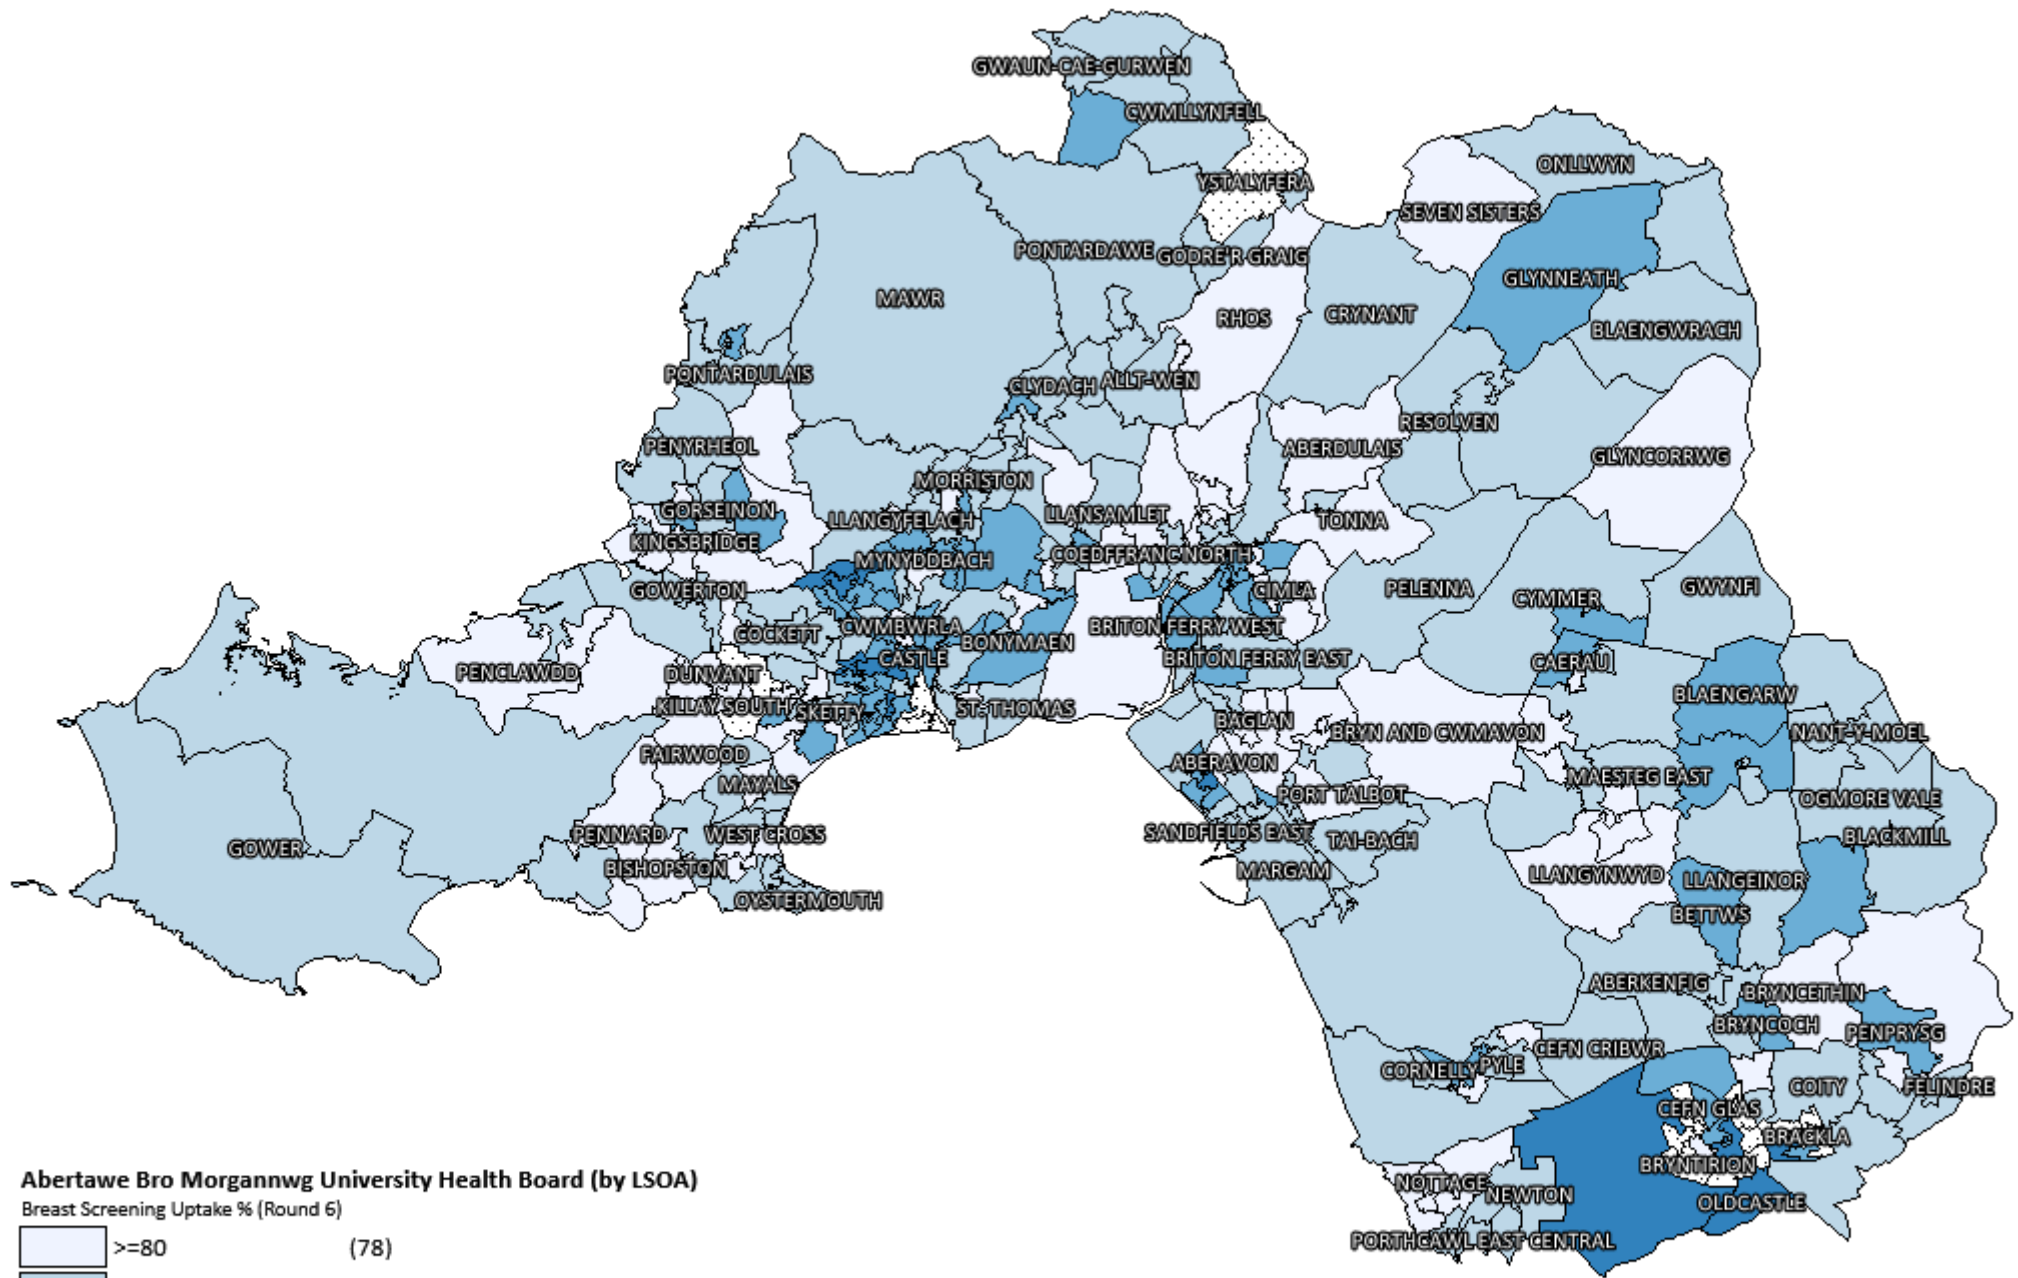 GWAUN-CAE-GURWEN
CWMLLYNFELL
ONLLWYN
YSTALYFERA
SEVEN SISTERS
PONTARDAWE
GODRE'R GRAIG
GLYNNEATH
MAWR
RHOS
CRYNANT
BLAENGWRACH
PONTARDULAIS
CLYDACH
ALLT-WEN
RESOLVEN
PENYRHEOL
ABERDULAIS
GLYNCORRWG
MORRISTON
GORSEINON
LLANGYFELACH
LLANSAMLET
TONNA
KINGSBRIDGE
MYNYDDBACH
COEDFFRANC NORTH
GOWERTON
CIMLA
PELENNA
CYMMER
GWYNFI
COCKETT
CWMBWRLA
BONYMAEN
BRITON FERRY WEST
PENCLAWDD
DUNVANT
CASTLE
BRITON FERRY EAST
CAERAU
BLAENGARW
KILLAY SOUTH
SKETTY
ST. THOMAS
BAGLAN
BRYN AND CWMAVON
NANT-Y-MOEL
FAIRWOOD
MAYALS
ABERAVON
PORT TALBOT
MAESTEG EAST
OGMORE VALE
PENNARD
WEST CROSS
SANDFIELDS EAST
TAI-BACH
BLACKMILL
GOWER
BISHOPSTON
MARGAM
LLANGYNWYD
LLANGEINOR
OYSTERMOUTH
BETTWS
ABERKENFIG
BRYNCETHIN
BRYNCOCH
PENPRYSG
CEFN CRIBWR
CORNELLY
PYLE
COITY
FELINDRE
CEFN GLAS
BRACKLA
BRYNTIRION
NOTTAGE
NEWTON
OLDCASTLE
PORTHCAWL EAST CENTRAL
Abertawe Bro Morgannwg University Health Board (by LSOA)
Breast Screening Uptake % (Round 6)
>=80 (78)